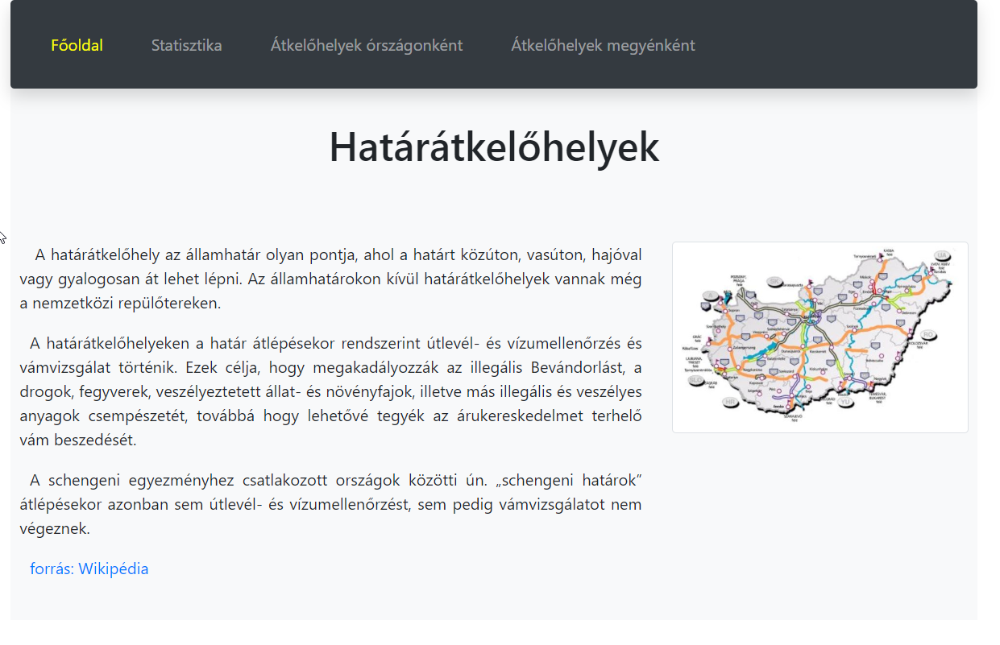 Főoldal Statisztika Átkelőhelyek órszágonként Átkelőhelyek megyénként
Határátkelőhelyek
A határátkelőhely az államhatár olyan pontja, ahol a határt közúton, vasúton, hajóval
vagy gyalogosan át lehet lépni. Az államhatárokon kívül határátkelőhelyek vannak még
a nemzetközi repülőtereken.
A határátkelőhelyeken a határ átlépésekor rendszerint útlevél- és vízumellenőrzés és
vámvizsgálat történik. Ezek célja, hogy megakadályozzák az illegális Bevándorlást, a
drogok, fegyverek, veszélyeztetett állat- és növényfajok, illetve más illegális és veszélyes
anyagok csempészetét, továbbá hogy lehetővé tegyék az árukereskedelmet terhelő
vám beszedését.
A schengeni egyezményhez csatlakozott országok közötti ún. „schengeni határok”
átlépésekor azonban sem útlevél- és vízumellenőrzést, sem pedig vámvizsgálatot nem
végeznek.
forrás: Wikipédia
KASSA
UA
RO
HR
YU